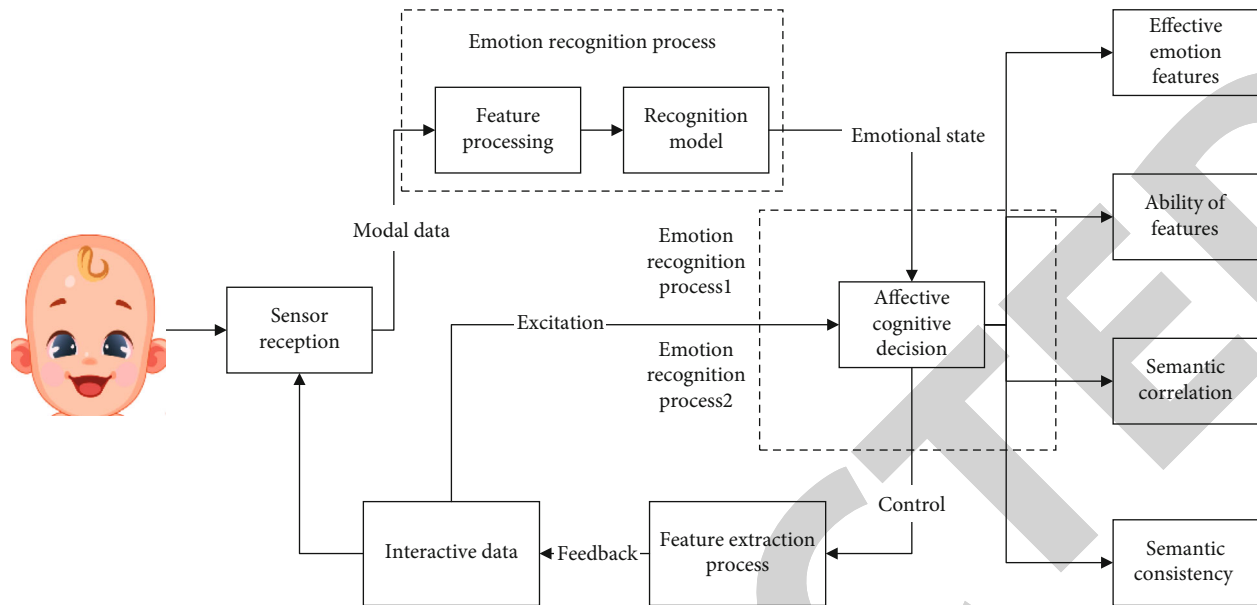 Emotion recognition process
Feature
processing
Recognition
model
Effective
emotion
features
Emotional state
Modal data
Ability of
features
Emotion
recognition
process1
Sensor
reception
Excitation
Affective
cognitive
decision
Emotion
recognition
process2
Semantic
correlation
Control
Interactive data
Feedback
Feature extraction
process
Semantic
consistency